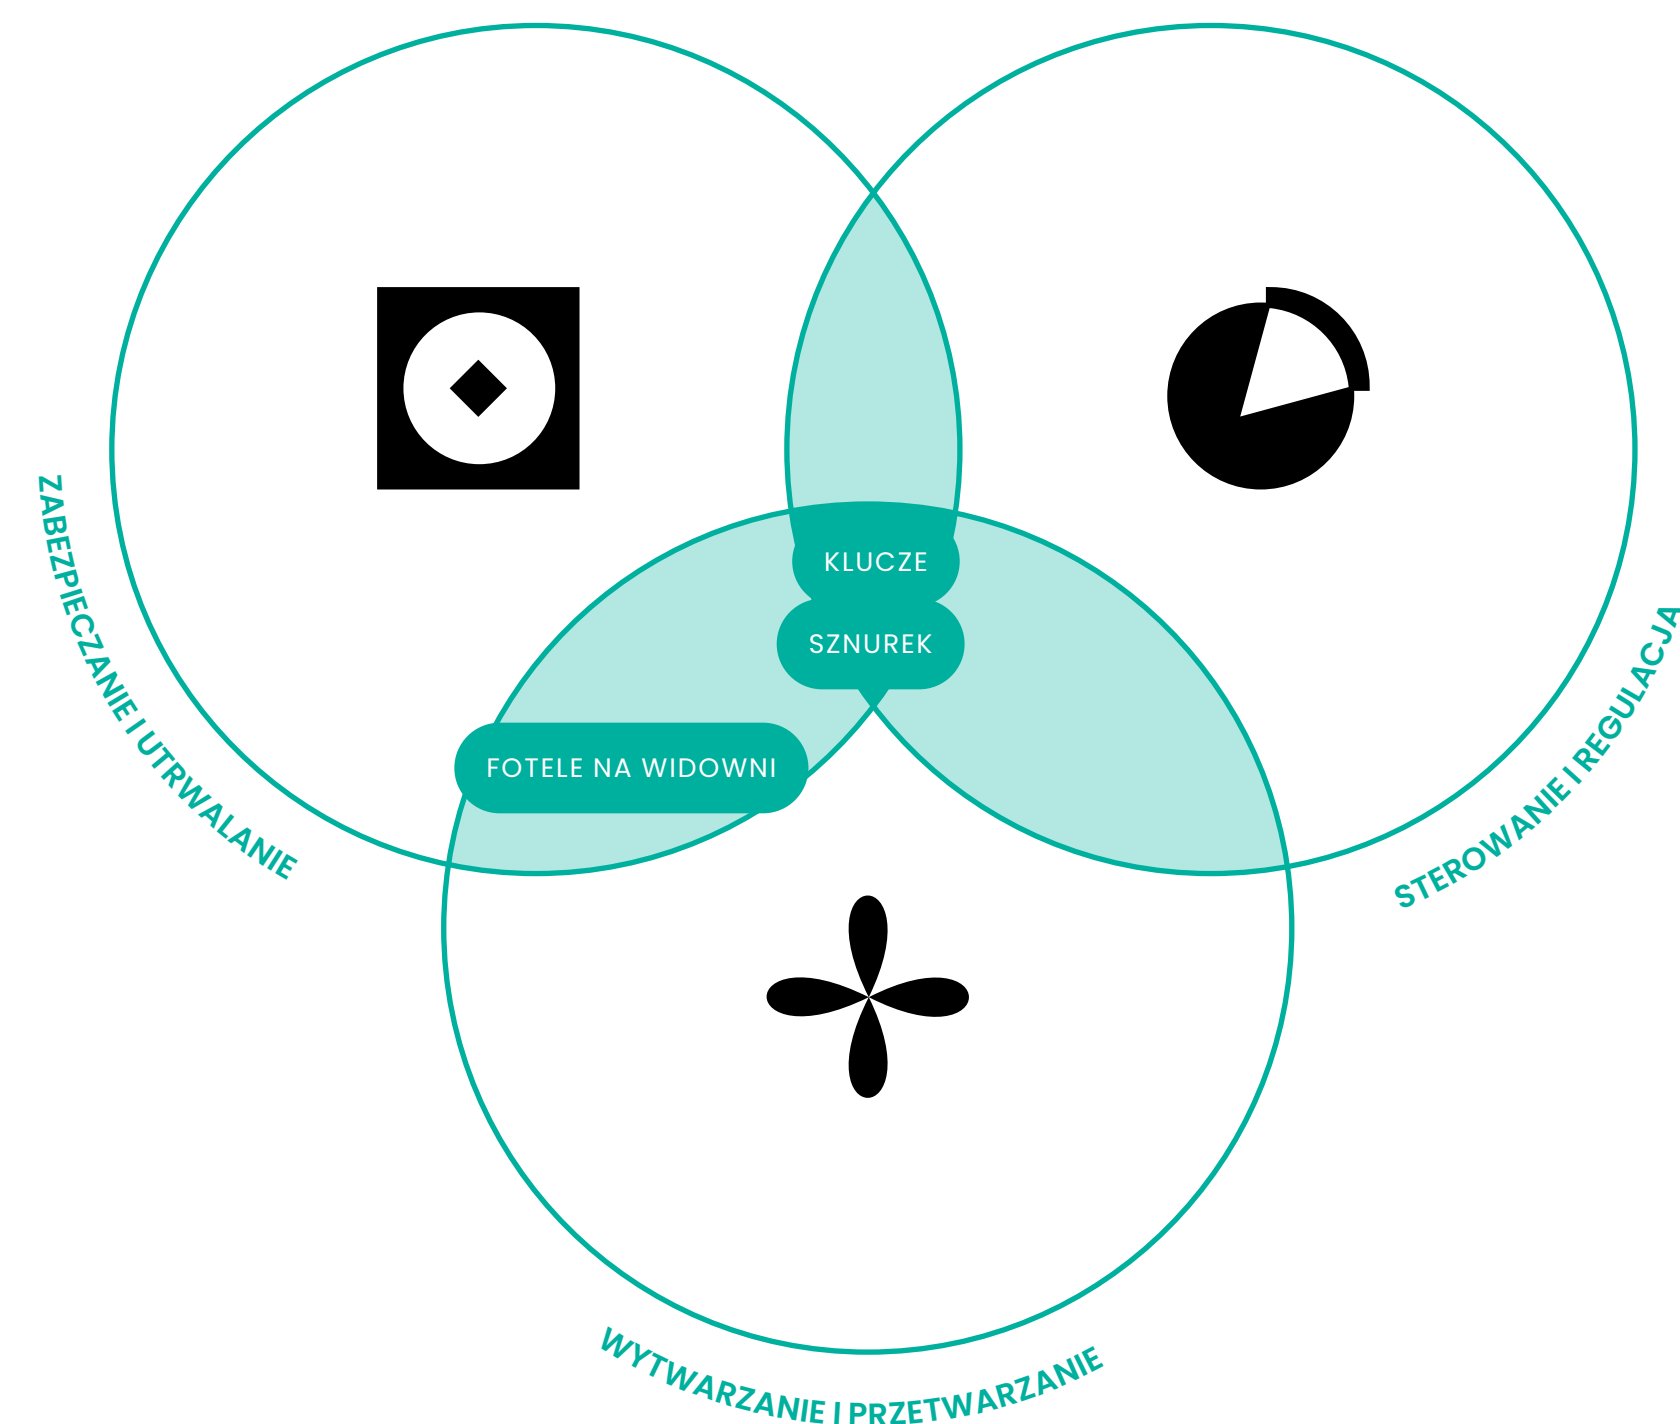 KLUCZE
SZNUREK
FOTELE NA WIDOWNI
ZABEZPIECZANIE I UTRWALANIE
STEROWANIE I REGULACJA
WYTWARZANIE I PRZETWARZANIE